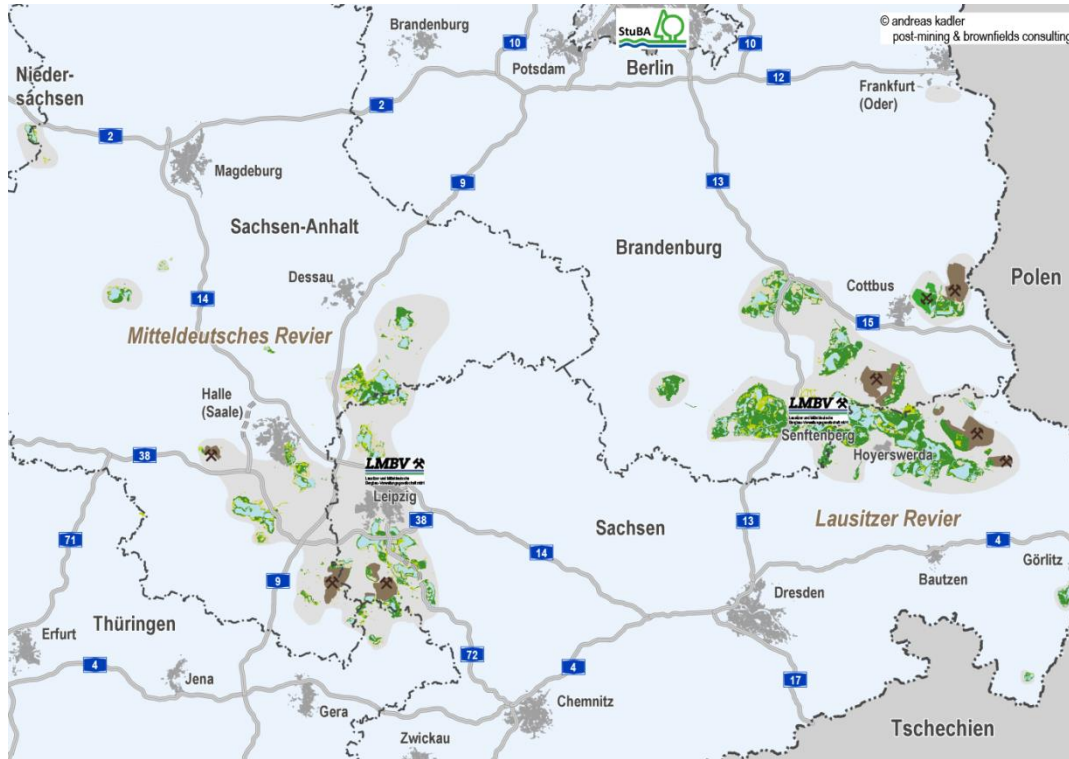 Brandenburg
StuBA
© andreas kadler
post-mining & brownfields consulting
10
10
Potsdam
Berlin
12
Nieder-
sachsen
Frankfurt
(Oder)
2
2
Magdeburg
9
13
Sachsen-Anhalt
Brandenburg
Dessau
Polen
14
Cottbus
15
Mitteldeutsches Revier
Halle
(Saale)
LMBV
Senftenberg
Hoyerswerda
38
LMBV
Leipzig
38
Sachsen
Lausitzer Revier
13
71
14
4
Görlitz
9
Bautzen
Dresden
Thüringen
Erfurt
72
4
4
Jena
17
Gera
Chemnitz
Tschechien
Zwickau